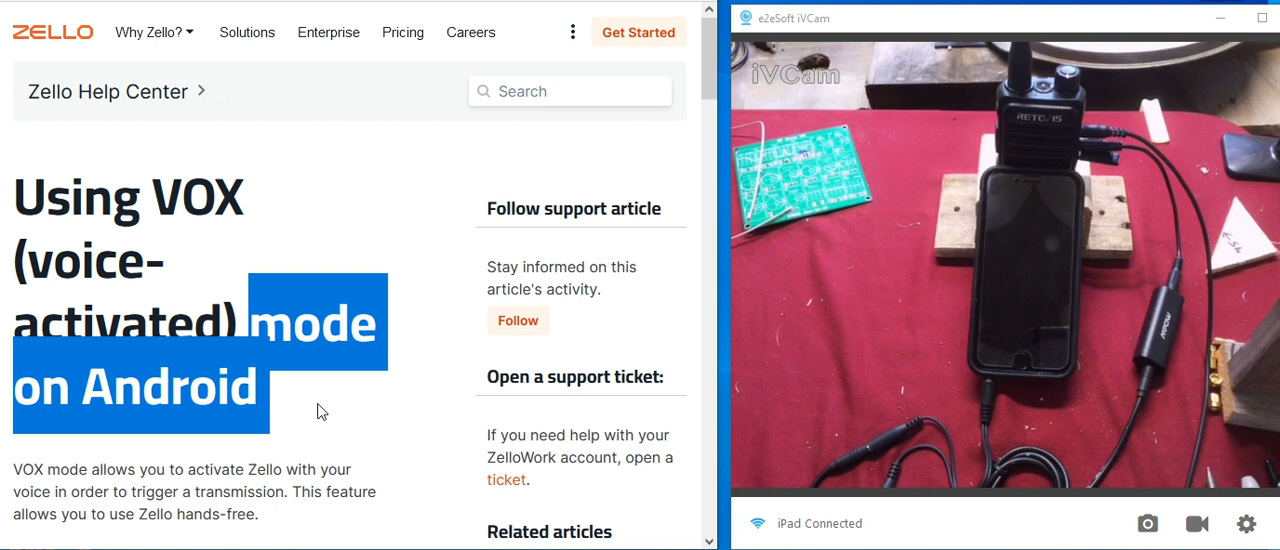 ZELLO
Why Zello?
Solutions
Enterprise
Pricing
Careers
Get Started
Zello Help Center
Search
Using VOX
(voice-
activated) mode
on Android
VOX mode allows you to activate Zello with your
voice in order to trigger a transmission. This feature
allows you to use Zello hands-free.
Follow support article
Stay informed on this
article's activity.
Follow
Open a support ticket:
If you need help with your
ZelloWork account, open a
ticket.
Related articles
e2eSoft iVCam
iVCam
RETEVIS
MPOW
iPad Connected